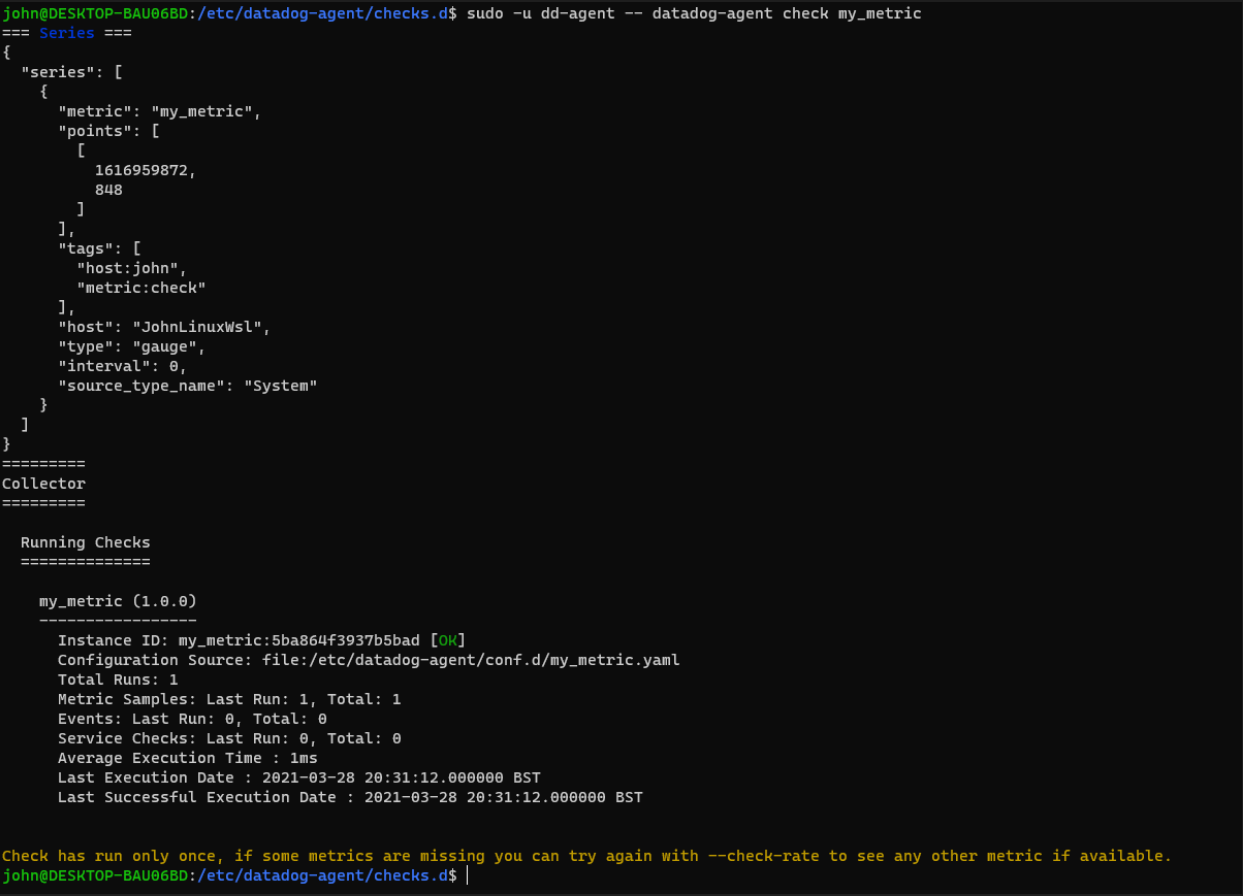 john@DESKTOP-BAU06BD:/etc/datadog-agent/checks.d$ sudo -u dd-agent -- datadog-agent check my_metric
=== Series ===
{
  "series": [
    {
      "metric": "my_metric",
      "points": [
        [
          1616959872,
          848
        ]
      ],
      "tags": [
        "host:john",
        "metric:check"
      ],
      "host": "JohnLinuxWsl",
      "type": "gauge",
      "interval": 0,
      "source_type_name": "System"
    }
  ]
}
=========
Collector
=========

  Running Checks
  ==============

    my_metric (1.0.0)
    -----------------
      Instance ID: my_metric:5ba864f3937b5bad [OK]
      Configuration Source: file:/etc/datadog-agent/conf.d/my_metric.yaml
      Total Runs: 1
      Metric Samples: Last Run: 1, Total: 1
      Events: Last Run: 0, Total: 0
      Service Checks: Last Run: 0, Total: 0
      Average Execution Time : 1ms
      Last Execution Date : 2021-03-28 20:31:12.000000 BST
      Last Successful Execution Date : 2021-03-28 20:31:12.000000 BST


Check has run only once, if some metrics are missing you can try again with --check-rate to see any other metric if available.
john@DESKTOP-BAU06BD:/etc/datadog-agent/checks.d$